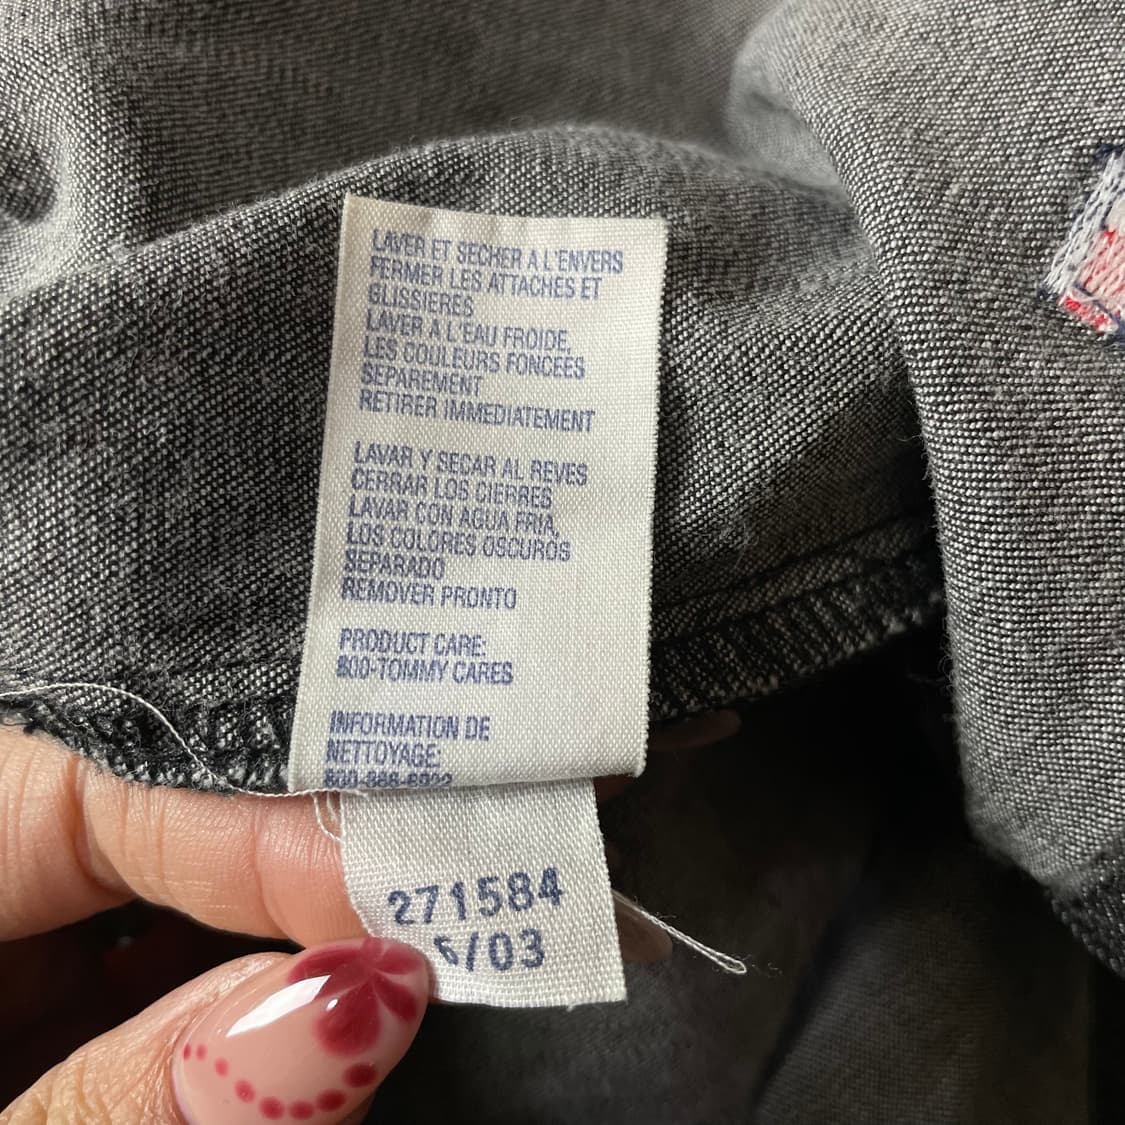 LAVER ET SECHER A L'ENVERS
FERMER LES ATTACHES ET
GLISSIERES
LAVER A L'EAU FROIDE,
LES COULEURS FONCEES
SEPAREMENT
RETIRER IMMEDIATEMENT
LAVAR Y SECAR AL REVES
CERRAR LOS CIERRES
LAVAR CON AGUA FRIA,
LOS COLORES OSCUROS
SEPARADO
REMOVER PRONTO
PRODUCT CARE:
800-TOMMY CARES
INFORMATION DE
NETTOYAGE:
271584
/03